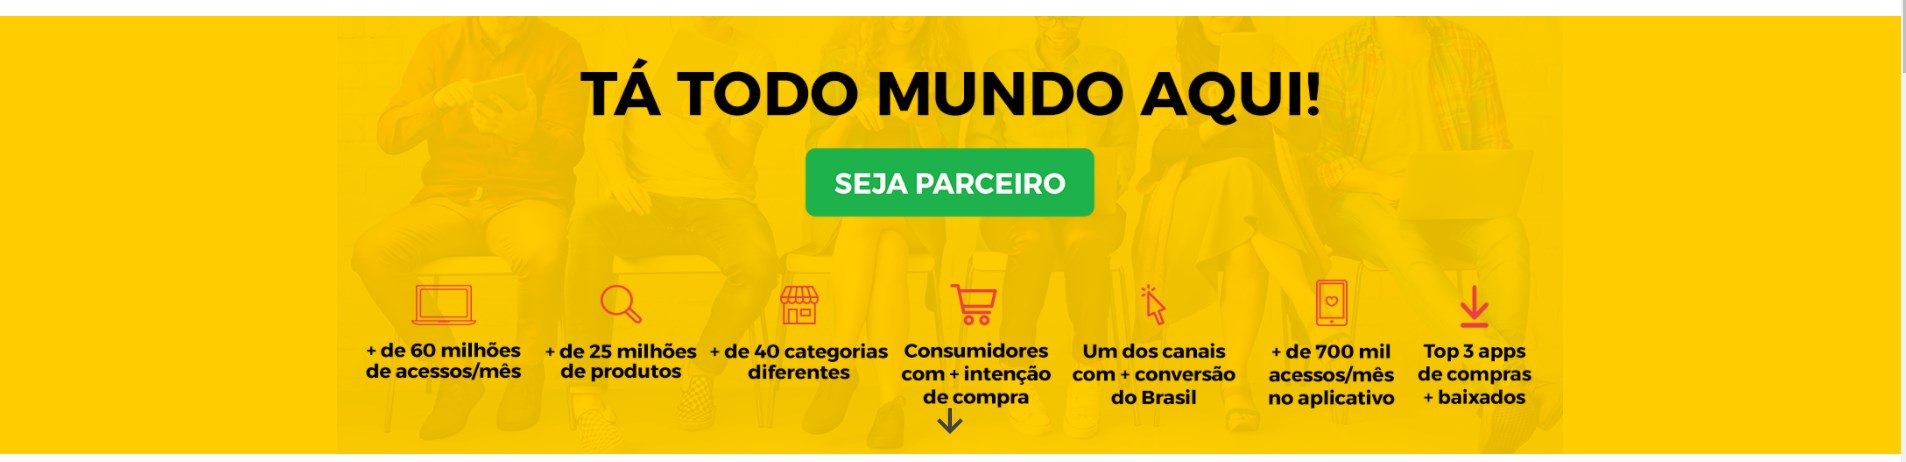 TÁ TODO MUNDO AQUI!
SEJA PARCEIRO
+ de 60 milhões
de acessos/mês
+ de 25 milhões
de produtos
+ de 40 categorias
diferentes
Consumidores
com + intenção
de compra
Um dos canais
com + conversão
do Brasil
+ de 700 mil
acessos/mês
no aplicativo
Top 3 apps
de compras
+ baixados